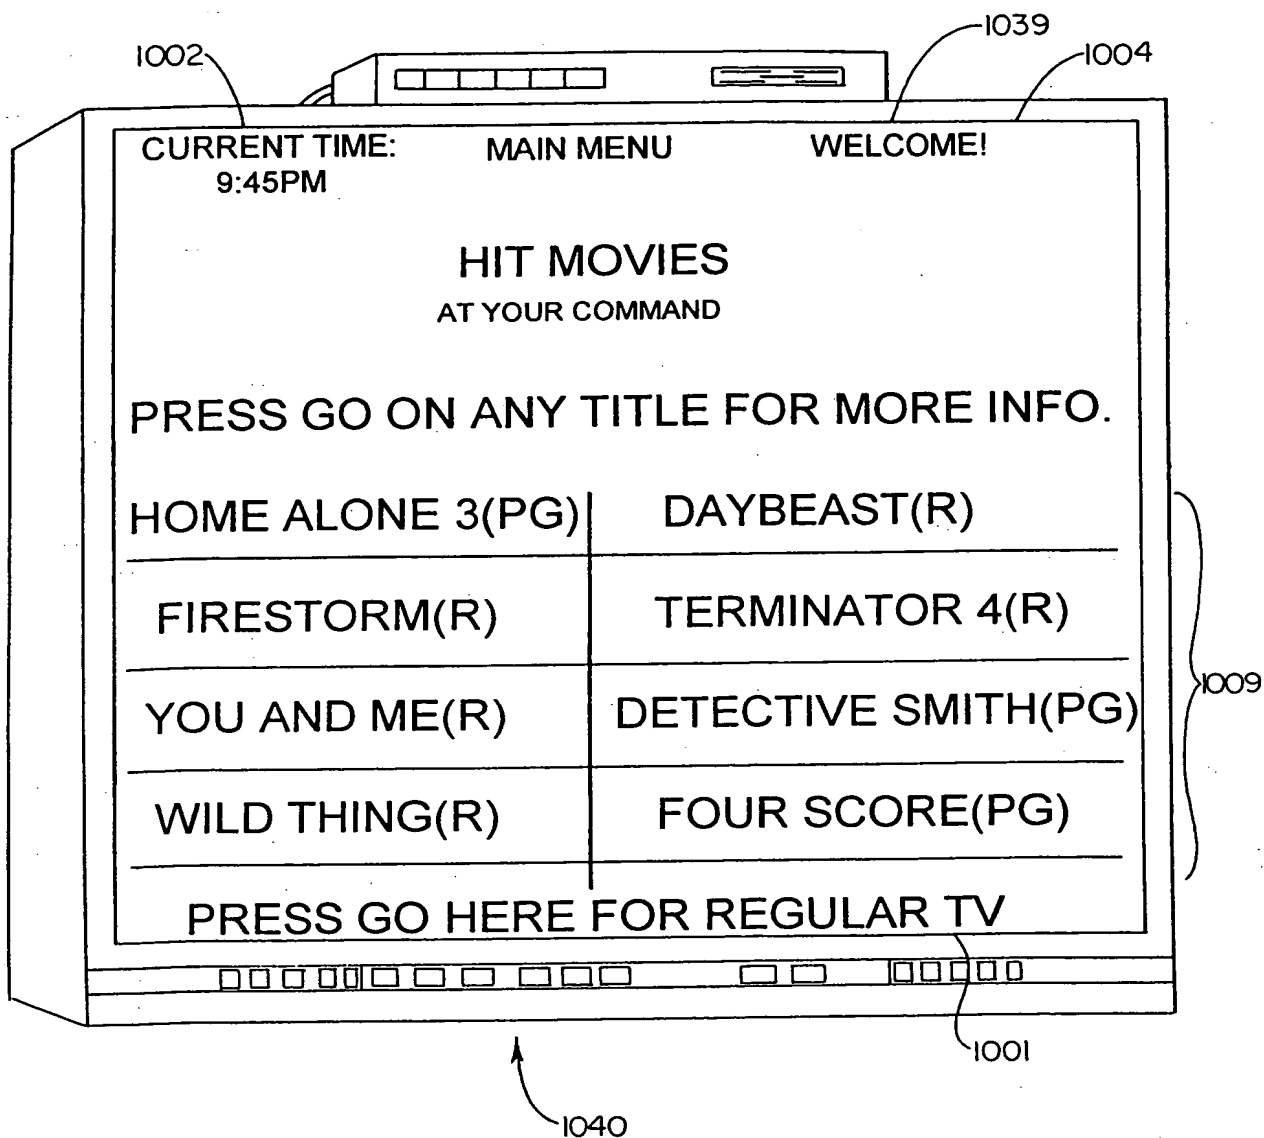 1039
1002
1004
CURRENT TIME: MAIN MENU WELCOME!
9:45PM
HIT MOVIES
AT YOUR COMMAND
PRESS GO ON ANY TITLE FOR MORE INFO.
HOME ALONE 3(PG) DAYBEAST(R)
FIRESTORM(R) TERMINATOR 4(R)
1009
YOU AND ME(R) DETECTIVE SMITH(PG)
WILD THING(R) FOUR SCORE(PG)
PRESS GO HERE FOR REGULAR TV
1001
1040